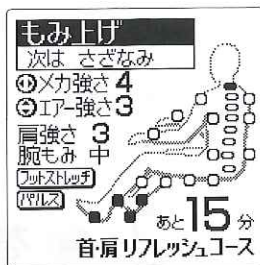 もみ上げ
次は さざなみ
メカ強さ 4
エアー強さ 3
肩強さ 3
腕もみ 中
フットストレッチ
パルス
あと15分
首・肩リフレッシュコース